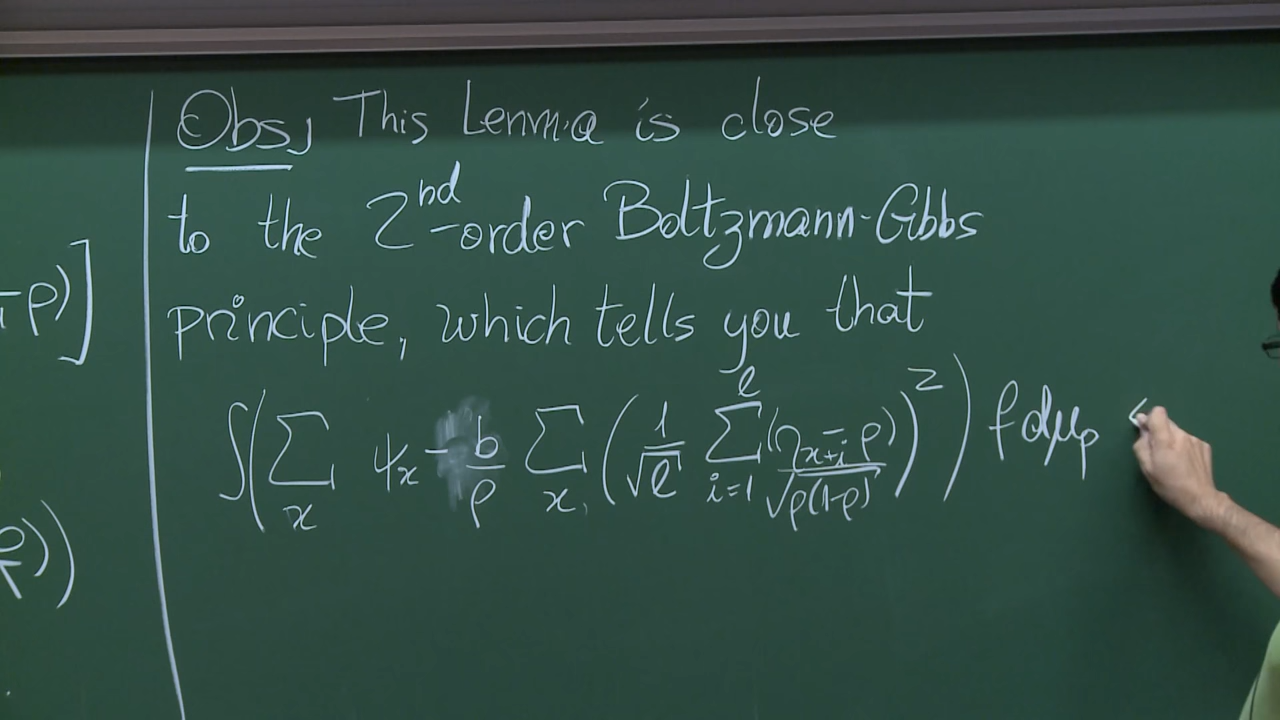 -ρ)]
ρ))
Obs) This Lemma is close
to the 2nd-order Boltzmann-Gibbs
principle, which tells you that
∫(∑_x ψ_x - b/ρ ∑_x (1/√ℓ ∑_{i=1}^ℓ (η_{x+i} - ρ)/√ρ(1-ρ))²) f dμ_ρ